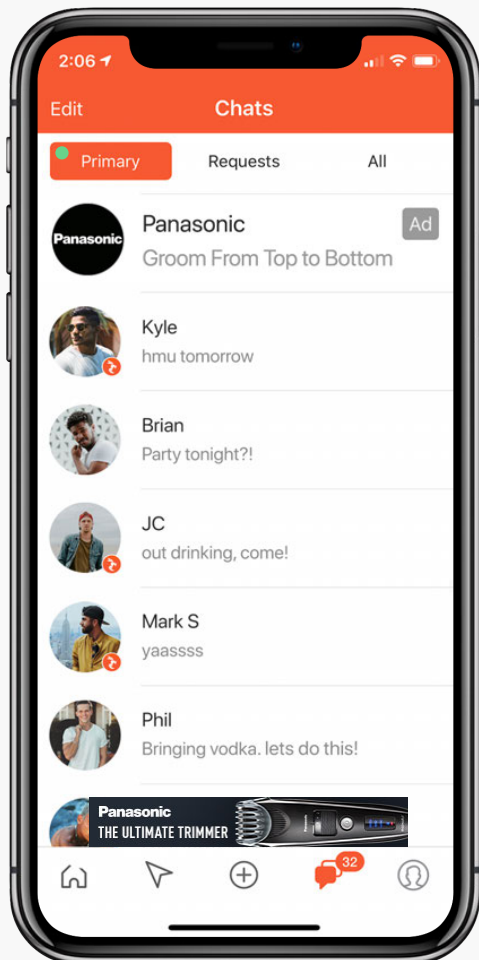 2:06
Edit
Chats
Primary
Requests
All
Panasonic
Panasonic
Ad
Groom From Top to Bottom
Kyle
hmu tomorrow
Brian
Party tonight?!
JC
out drinking, come!
Mark S
yaassss
Phil
Bringing vodka. lets do this!
Panasonic
THE ULTIMATE TRIMMER
32